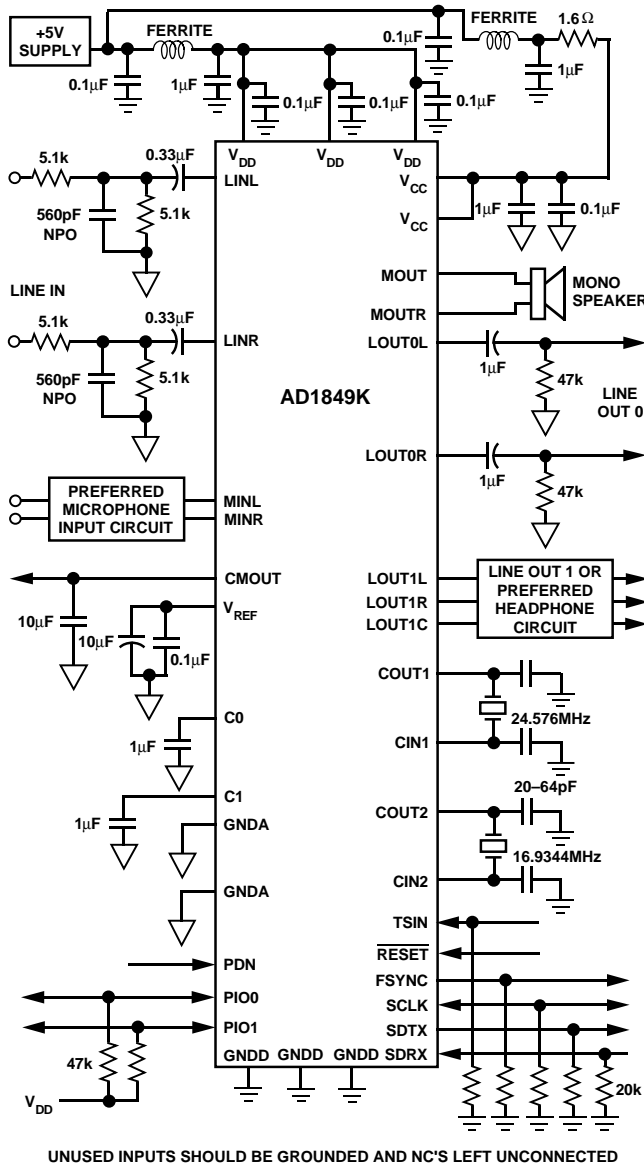 +5V
SUPPLY
FERRITE
0.1µF
FERRITE
1.6Ω
0.1µF
1µF
0.1µF
0.1µF
0.1µF
1µF
VDD
VDD
VDD
5.1k
0.33µF
LINL
560pF
NPO
5.1k
VCC
VCC
1µF
0.1µF
LINE IN
MOUT
MOUTR
MONO
SPEAKER
5.1k
0.33µF
LINR
560pF
NPO
5.1k
AD1849K
LOUT0L
1µF
47k
LINE
OUT 0
LOUT0R
1µF
47k
PREFERRED
MICROPHONE
INPUT CIRCUIT
MINL
MINR
CMOUT
VREF
10µF
10µF
0.1µF
LOUT1L
LOUT1R
LOUT1C
LINE OUT 1 OR
PREFERRED
HEADPHONE
CIRCUIT
C0
1µF
COUT1
24.576MHz
CIN1
C1
1µF
GNDA
20–64pF
COUT2
16.9344MHz
CIN2
GNDA
TSIN
RESET
PDN
FSYNC
PIO0
SCLK
PIO1
SDTX
GNDD
GNDD
GNDD
SDRX
47k
VDD
20k
UNUSED INPUTS SHOULD BE GROUNDED AND NC'S LEFT UNCONNECTED